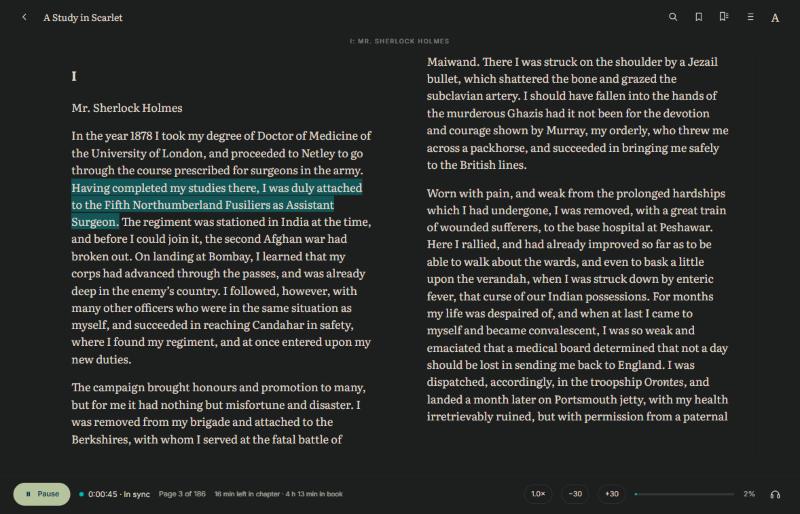 A Study in Scarlet
A
I: MR. SHERLOCK HOLMES
I
Mr. Sherlock Holmes
In the year 1878 I took my degree of Doctor of Medicine of
the University of London, and proceeded to Netley to go
through the course prescribed for surgeons in the army.
Having completed my studies there, I was duly attached
to the Fifth Northumberland Fusiliers as Assistant
Surgeon. The regiment was stationed in India at the time,
and before I could join it, the second Afghan war had
broken out. On landing at Bombay, I learned that my
corps had advanced through the passes, and was already
deep in the enemy’s country. I followed, however, with
many other officers who were in the same situation as
myself, and succeeded in reaching Candahar in safety,
where I found my regiment, and at once entered upon my
new duties.
The campaign brought honours and promotion to many,
but for me it had nothing but misfortune and disaster. I
was removed from my brigade and attached to the
Berkshires, with whom I served at the fatal battle of
Maiwand. There I was struck on the shoulder by a Jezail
bullet, which shattered the bone and grazed the
subclavian artery. I should have fallen into the hands of
the murderous Ghazis had it not been for the devotion
and courage shown by Murray, my orderly, who threw me
across a packhorse, and succeeded in bringing me safely
to the British lines.
Worn with pain, and weak from the prolonged hardships
which I had undergone, I was removed, with a great train
of wounded sufferers, to the base hospital at Peshawar.
Here I rallied, and had already improved so far as to be
able to walk about the wards, and even to bask a little
upon the verandah, when I was struck down by enteric
fever, that curse of our Indian possessions. For months
my life was despaired of, and when at last I came to
myself and became convalescent, I was so weak and
emaciated that a medical board determined that not a day
should be lost in sending me back to England. I was
dispatched, accordingly, in the troopship Orontes, and
landed a month later on Portsmouth jetty, with my health
irretrievably ruined, but with permission from a paternal
Pause
0:00:45 · In sync
Page 3 of 186
16 min left in chapter · 4 h 13 min in book
1.0×
−30
+30
2%